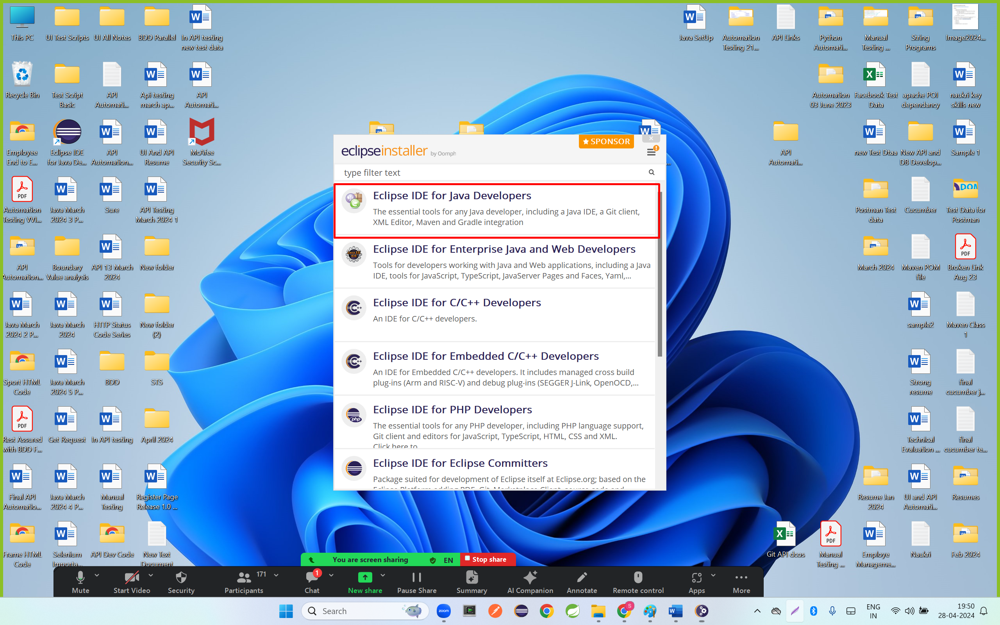 This PC
UI Test Scripts
UI All Notes
BDD Parallel
In API testing
new test data
Java SetUp
Automation
Testing 21...
API Links
Python
Automati...
Manual
Testing ...
String
Programs
Image2024...
Recycle Bin
Test Script
Basic
API
Automati...
Api testing
march ap...
API
Automati...
Automation
03 June 2023
Facebook Test
Data
apache POI
dependancy
naukri key
skills new
Employee
End to E...
Eclipse IDE
for Java De...
API
Automation...
UI And API
Resume
McAfee
Security Sc...
API
Automati...
new Test Dtaa
New API and
DB Develop...
Sample 1
Automation
Testing VVI...
Java March
2024 3 P...
Sure
API Testing
March 2024 1
Postman Test
data
Cucumber
Test Data for
Postman
API
Automation...
Boundary
Value analysis
API 13 March
2024
New folder
March 2024
Maven POM
file
Broken Link
Aug 23
Java March
2024 2 P...
Java March
2024
HTTP Status
Code Series
New folder
(2)
sample2
Maven Class
1
Sport HTML
Code
Java March
2024 5 P...
BDD
STS
Strong
resume
final
cucumber j...
Rest Assured
with BDD F...
Get Request
In API testing
April 2024
Technical
Evaluation ...
final
cucumber te...
Final API
Automatio...
Java March
2024 4 P...
Manual
Testing
Register Page
Release 1.0 ...
Resume Jan
2024
UI and API
Automati...
Resumes
Frame HTML
Code
Selenium
Importa...
API Dev Code
New Text
Document
Git API dcos
Manual
Testing ...
Employe
Manageme...
Naukri
Feb 2024
SPONSOR
eclipseinstaller by Oomph
type filter text
Eclipse IDE for Java Developers
The essential tools for any Java developer, including a Java IDE, a Git client,
XML Editor, Maven and Gradle integration
Eclipse IDE for Enterprise Java and Web Developers
Tools for developers working with Java and Web applications, including a Java
IDE, tools for JavaScript, TypeScript, JavaServer Pages and Faces, Yaml,...
Eclipse IDE for C/C++ Developers
An IDE for C/C++ developers.
Eclipse IDE for Embedded C/C++ Developers
An IDE for Embedded C/C++ developers. It includes managed cross build
plug-ins (Arm and RISC-V) and debug plug-ins (SEGGER J-Link, OpenOCD,...
Eclipse IDE for PHP Developers
The essential tools for any PHP developer, including PHP language support,
Git client and editors for JavaScript, TypeScript, HTML, CSS and XML.
Click here to
Eclipse IDE for Eclipse Committers
Package suited for development of Eclipse itself at Eclipse.org; based on the
You are screen sharing
EN
Stop share
Mute
Start Video
Security
Participants 171
Chat 1
New share
Pause Share
Summary
AI Companion
Annotate
Remote control
Apps
More
Search
zoom
S
ENG
IN
19:50
28-04-2024